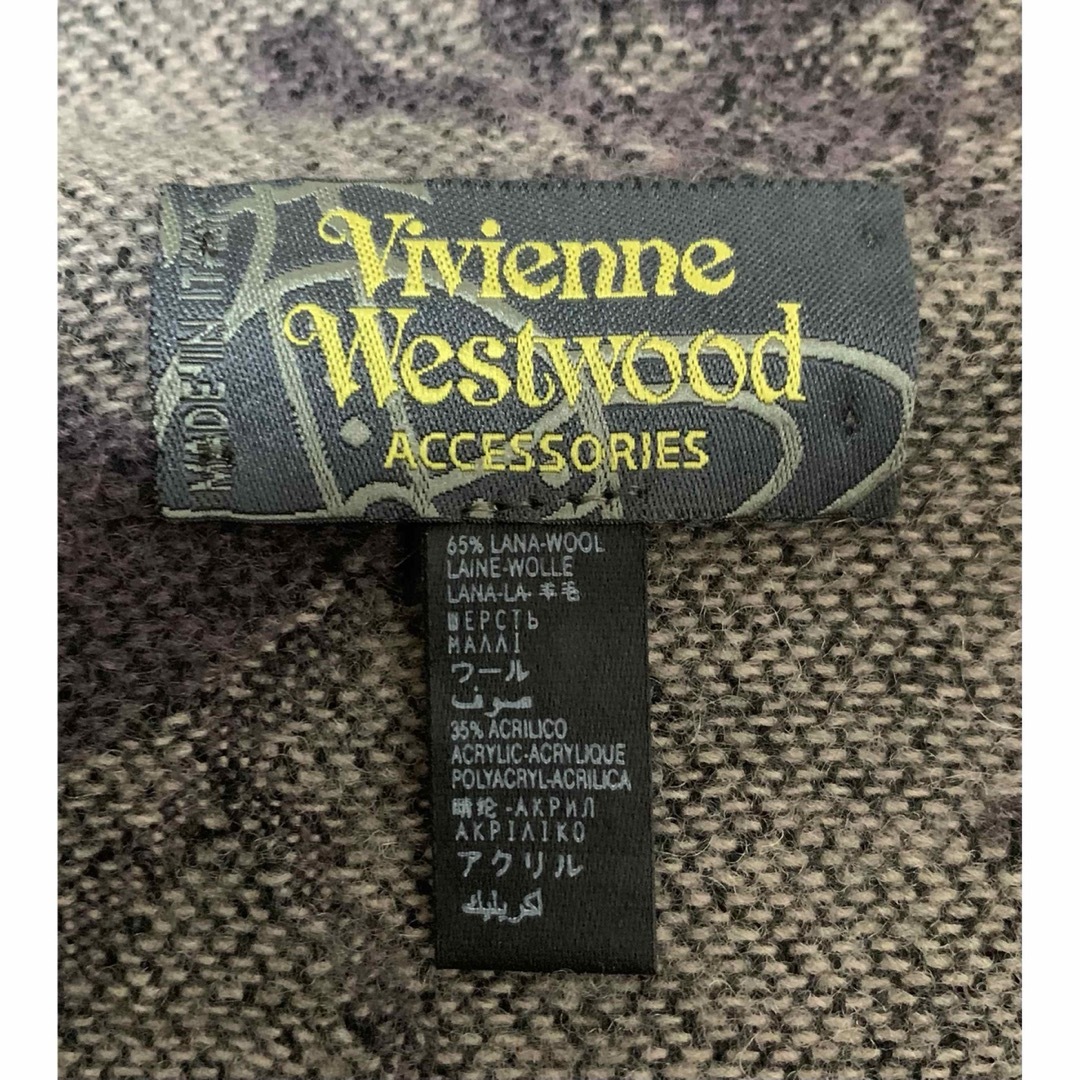 Vivienne
Westwood
ACCESSORIES
MADE IN ITALY
65% LANA-WOOL
LAINE-WOLLE
LANA-LA- 羊毛
ШЕРСТЬ
ΜΑΛΛΙ
ウール
صوف
35% ACRILICO
ACRYLIC-ACRYLIQUE
POLYACRYL-ACRILICA
晴纶-АКРИЛ
ΑΚΡΙΛΙΚΟ
アクリル
اكريليك